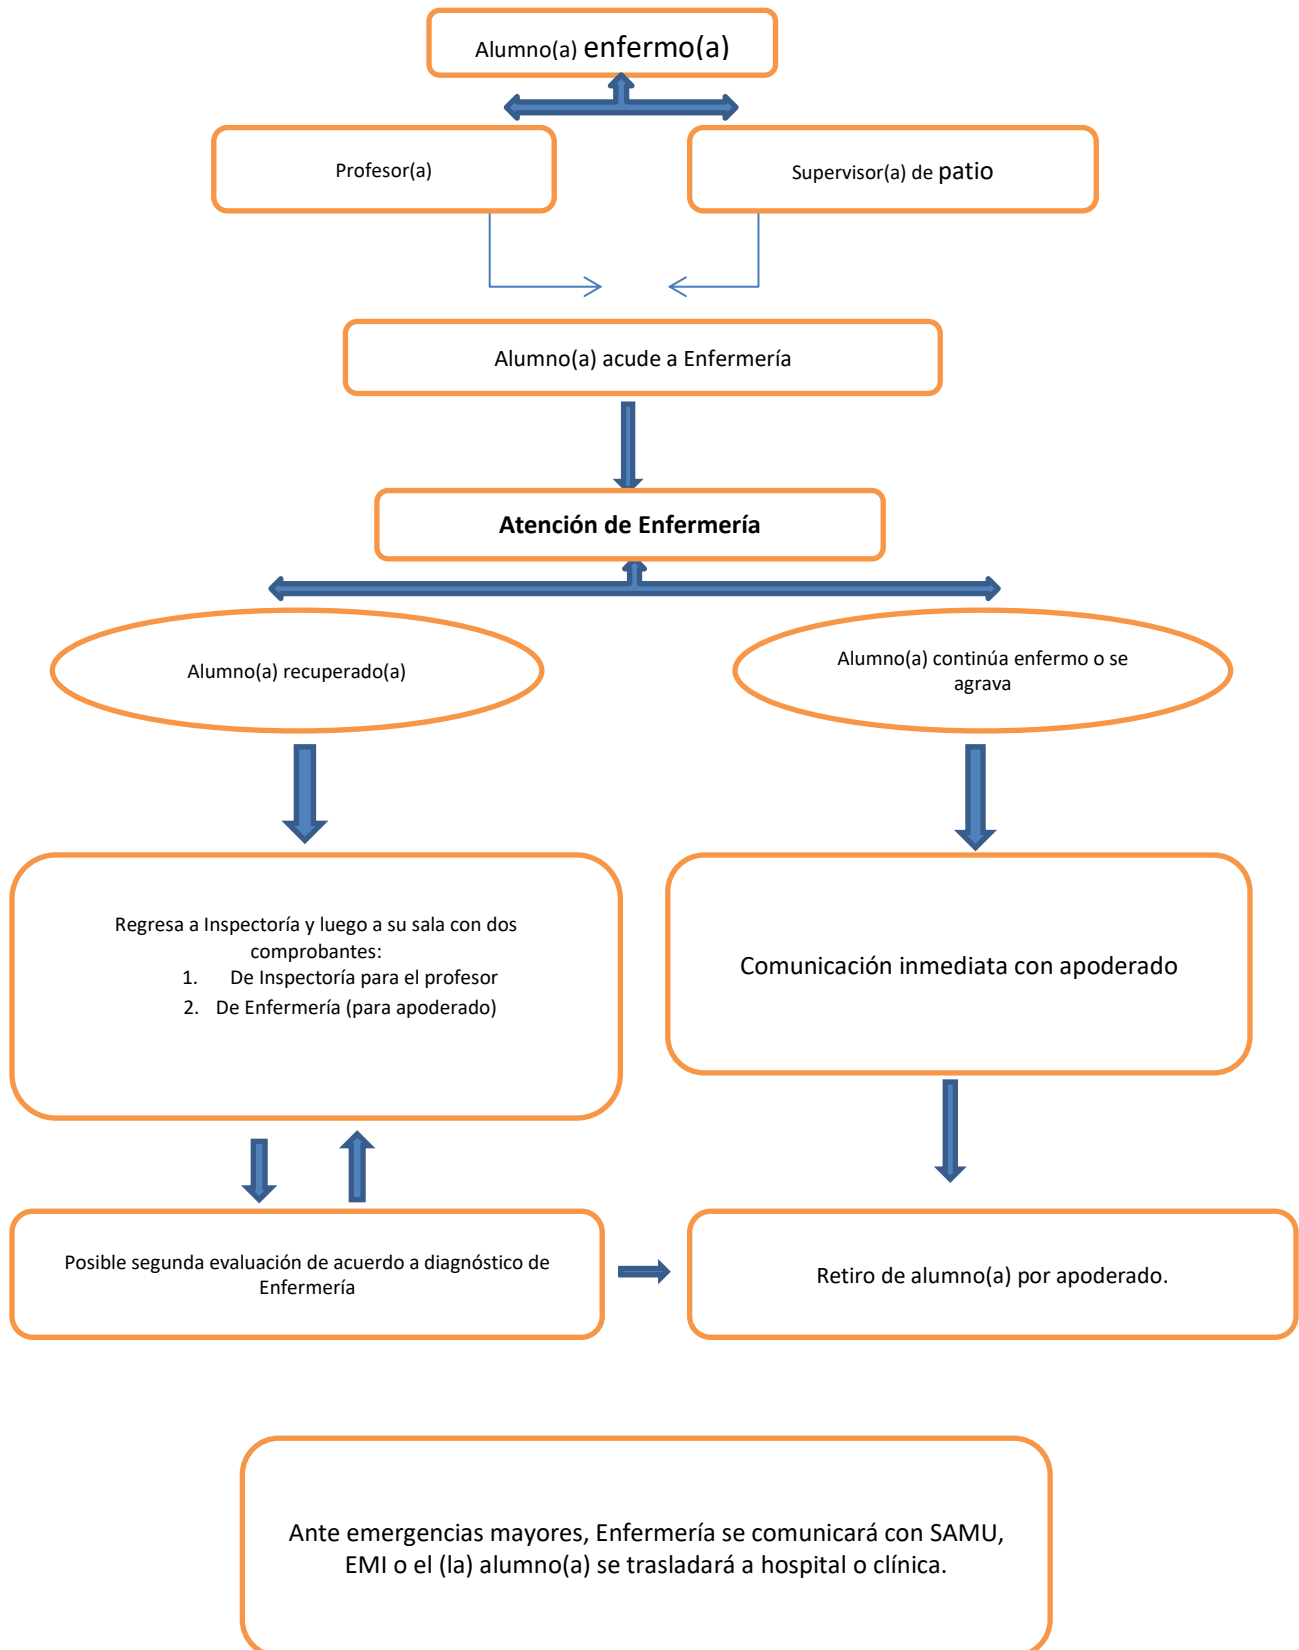 Alumno(a) enfermo(a)
Profesor(a)
Supervisor(a) de patio
Alumno(a) acude a Enfermería
Atención de Enfermería
Alumno(a) recuperado(a)
Alumno(a) continúa enfermo o se
agrava
Regresa a Inspectoría y luego a su sala con dos
comprobantes:
1. De Inspectoría para el profesor
2. De Enfermería (para apoderado)
Comunicación inmediata con apoderado
Posible segunda evaluación de acuerdo a diagnóstico de
Enfermería
Retiro de alumno(a) por apoderado.
Ante emergencias mayores, Enfermería se comunicará con SAMU,
EMI o el (la) alumno(a) se trasladará a hospital o clínica.